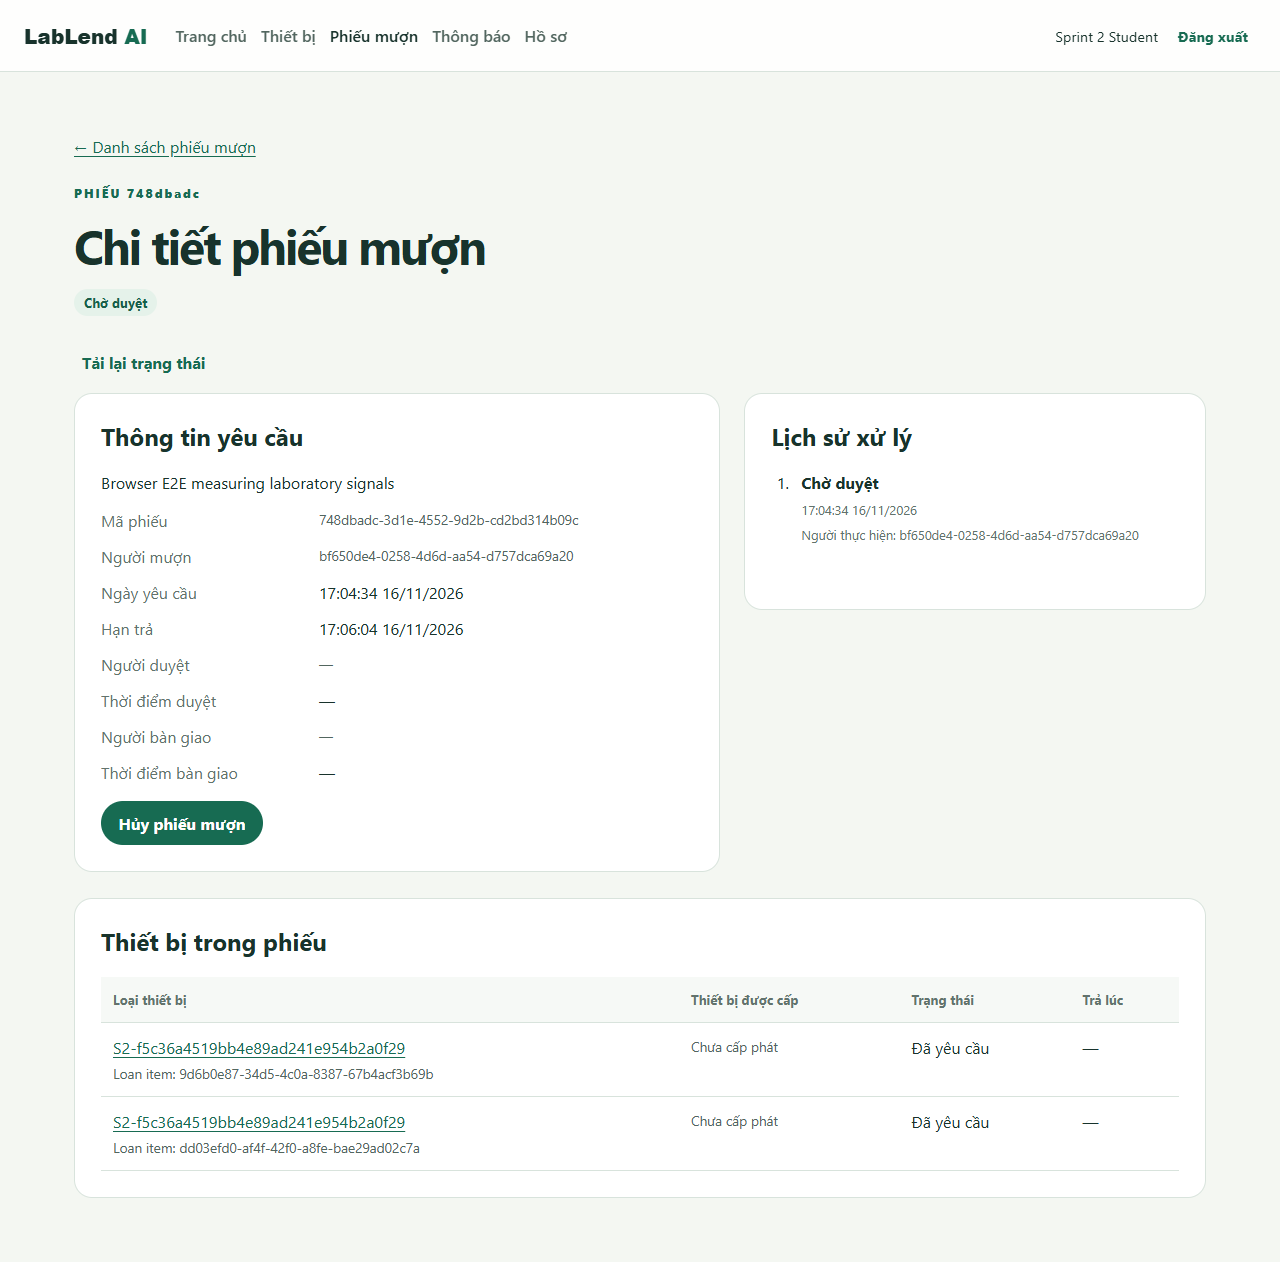 LabLend AI
Trang chủ
Thiết bị
Phiếu mượn
Thông báo
Hồ sơ
Sprint 2 Student
Đăng xuất
← Danh sách phiếu mượn
PHIẾU 748dbadc
Chi tiết phiếu mượn
Chờ duyệt
Tải lại trạng thái
Thông tin yêu cầu
Browser E2E measuring laboratory signals
Mã phiếu 748dbadc-3d1e-4552-9d2b-cd2bd314b09c
Người mượn bf650de4-0258-4d6d-aa54-d757dca69a20
Ngày yêu cầu 17:04:34 16/11/2026
Hạn trả 17:06:04 16/11/2026
Người duyệt —
Thời điểm duyệt —
Người bàn giao —
Thời điểm bàn giao —
Hủy phiếu mượn
Lịch sử xử lý
1. Chờ duyệt
17:04:34 16/11/2026
Người thực hiện: bf650de4-0258-4d6d-aa54-d757dca69a20
Thiết bị trong phiếu
Loại thiết bị Thiết bị được cấp Trạng thái Trả lúc
S2-f5c36a4519bb4e89ad241e954b2a0f29 Chưa cấp phát Đã yêu cầu —
Loan item: 9d6b0e87-34d5-4c0a-8387-67b4acf3b69b
S2-f5c36a4519bb4e89ad241e954b2a0f29 Chưa cấp phát Đã yêu cầu —
Loan item: dd03efd0-af4f-42f0-a8fe-bae29ad02c7a